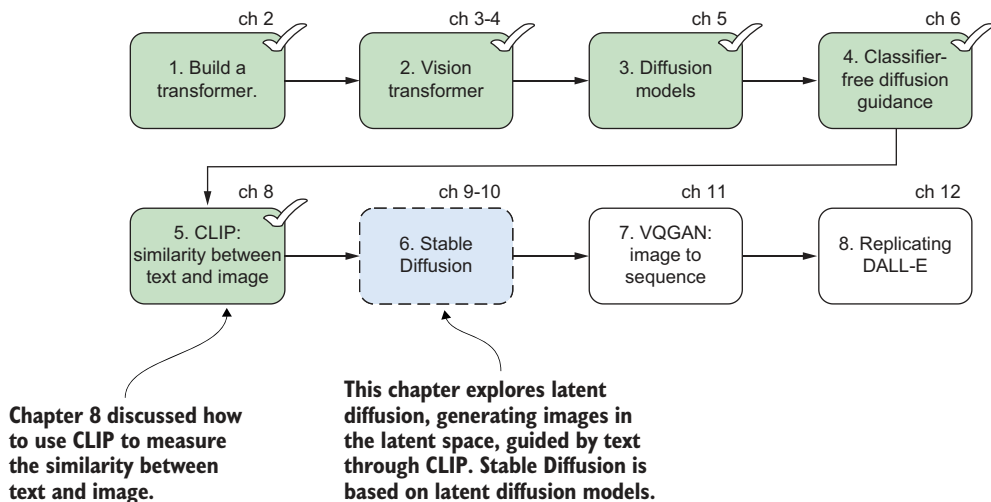 ch 2
ch 3-4
ch 5
ch 6
1. Build a
transformer.
2. Vision
transformer
3. Diffusion
models
4. Classifier-
free diffusion
guidance
ch 8
ch 9-10
ch 11
ch 12
5. CLIP:
similarity between
text and image
6. Stable
Diffusion
7. VQGAN:
image to
sequence
8. Replicating
DALL-E
Chapter 8 discussed how
to use CLIP to measure
the similarity between
text and image.
This chapter explores latent
diffusion, generating images in
the latent space, guided by text
through CLIP. Stable Diffusion is
based on latent diffusion models.